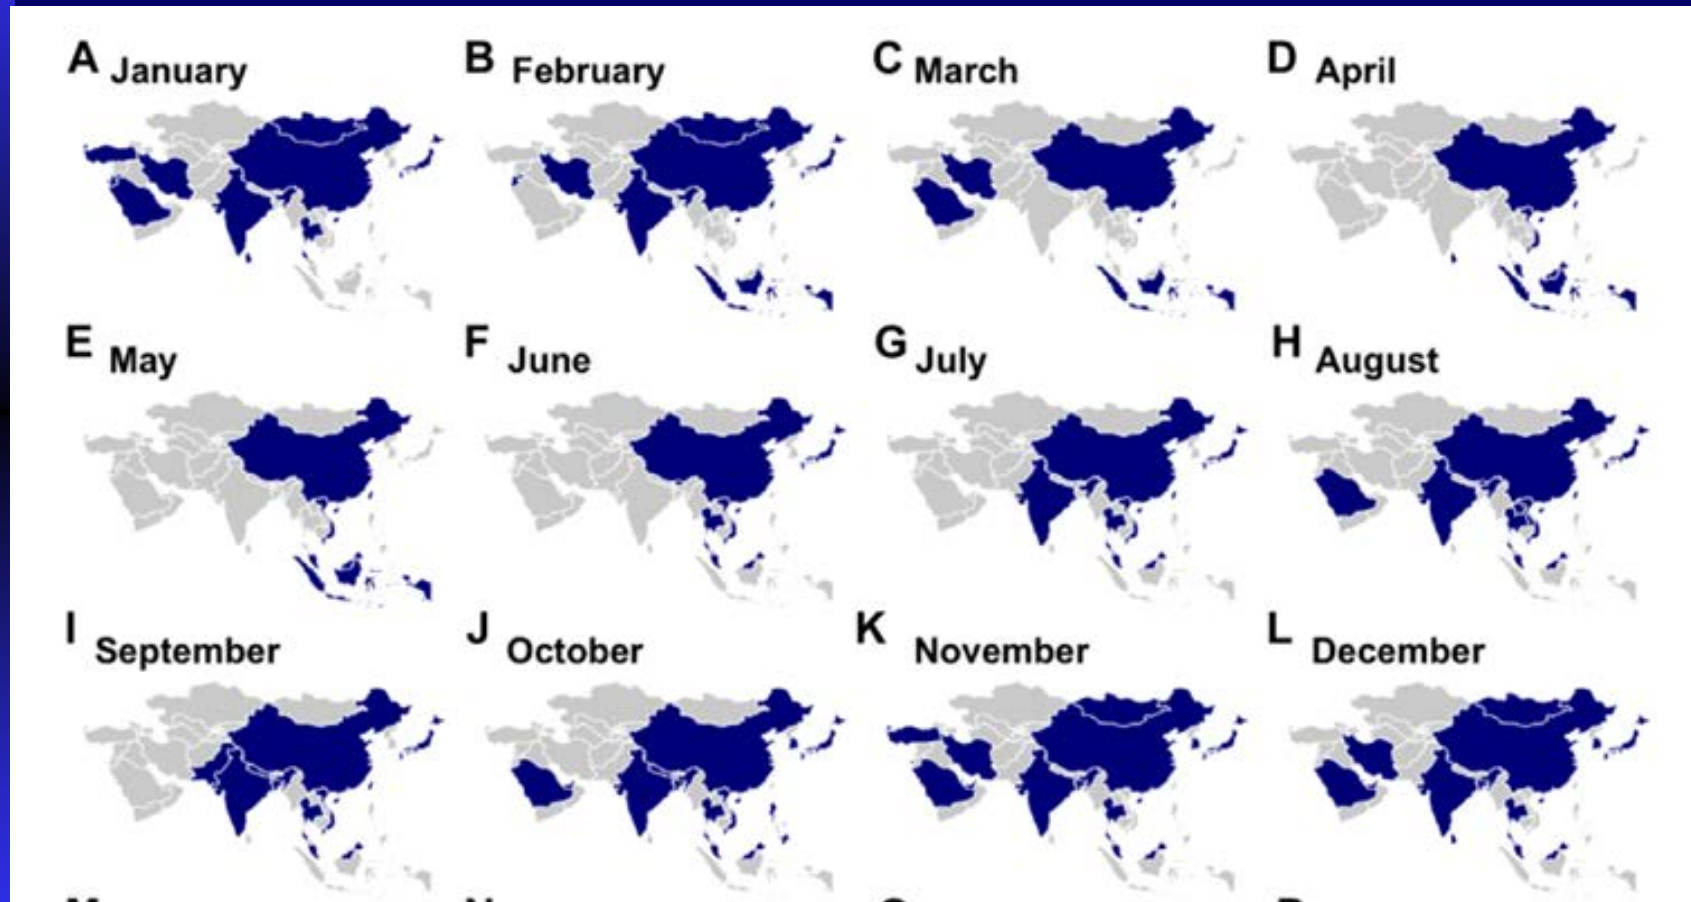 A January
B February
C March
D April
E May
F June
G July
H August
I September
J October
K November
L December